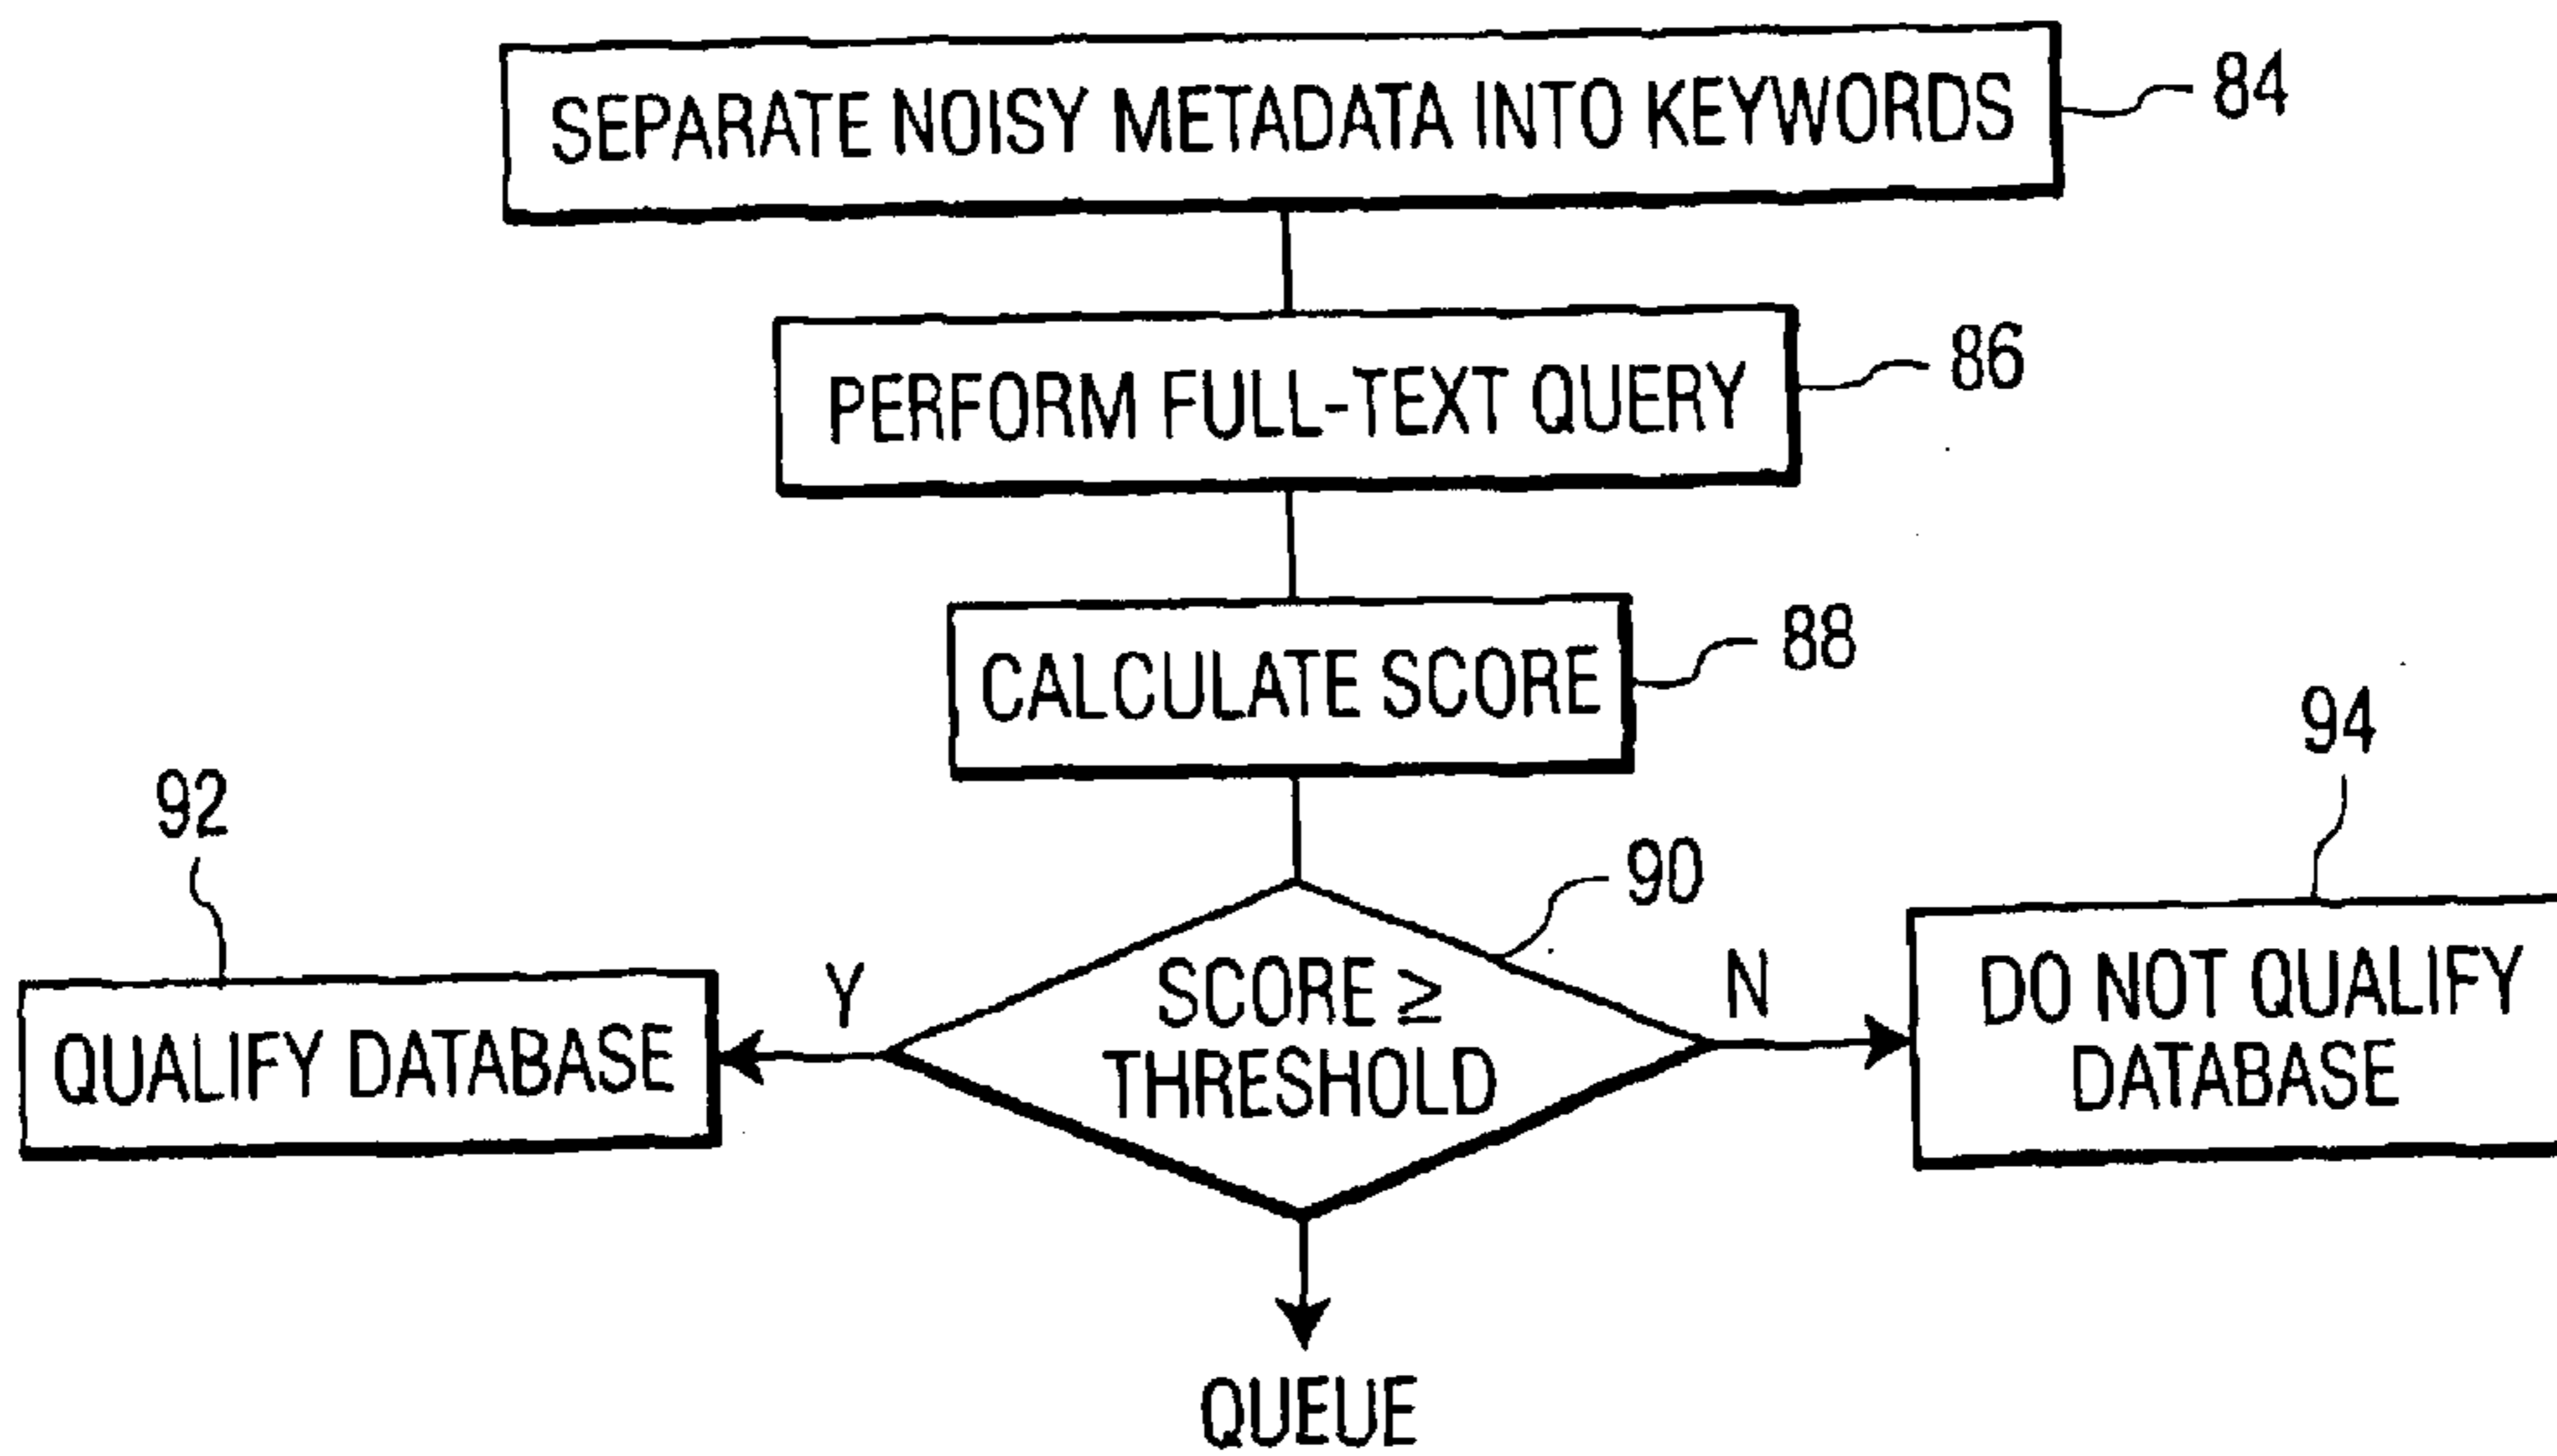 SEPARATE NOISY METADATA INTO KEYWORDS
84
PERFORM FULL-TEXT QUERY
86
CALCULATE SCORE
88
92
90
94
QUALIFY DATABASE
Y
SCORE ≥
THRESHOLD
N
DO NOT QUALIFY
DATABASE
QUEUE